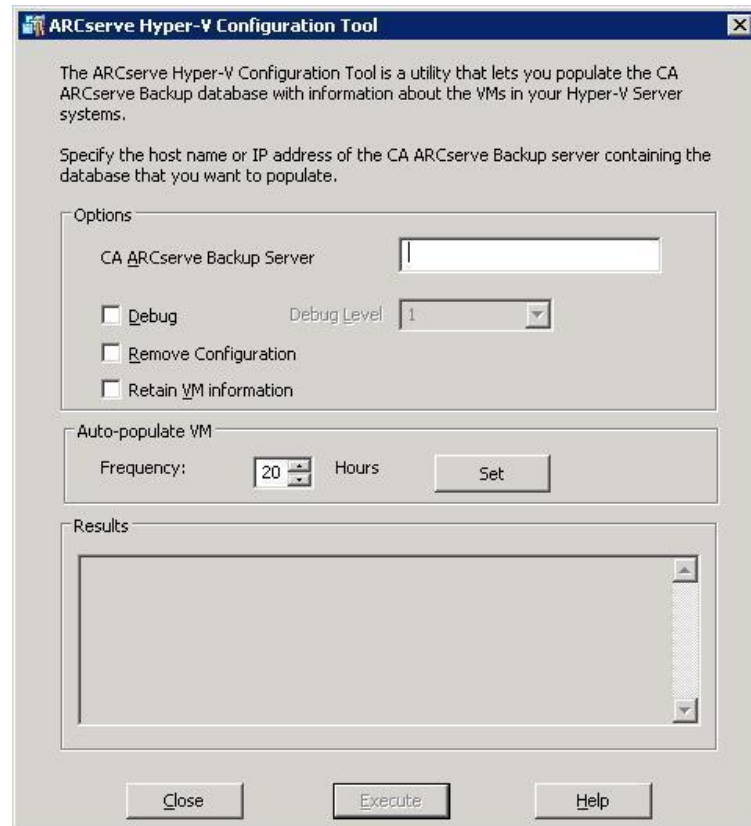 ARCserve Hyper-V Configuration Tool
The ARCserve Hyper-V Configuration Tool is a utility that lets you populate the CA
ARCserve Backup database with information about the VMs in your Hyper-V Server
systems.
Specify the host name or IP address of the CA ARCserve Backup server containing the
database that you want to populate.
Options
CA ARCserve Backup Server
Debug Debug Level 1
Remove Configuration
Retain VM information
Auto-populate VM
Frequency: 20 Hours Set
Results
Close Execute Help